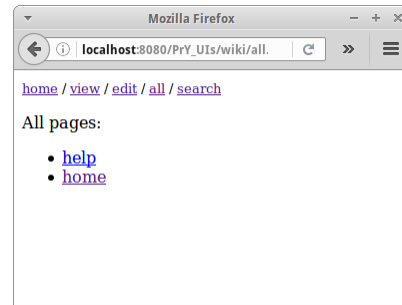 Mozilla Firefox
localhost:8080/PrY_UIs/wiki/all.
home / view / edit / all / search
All pages:
help
home